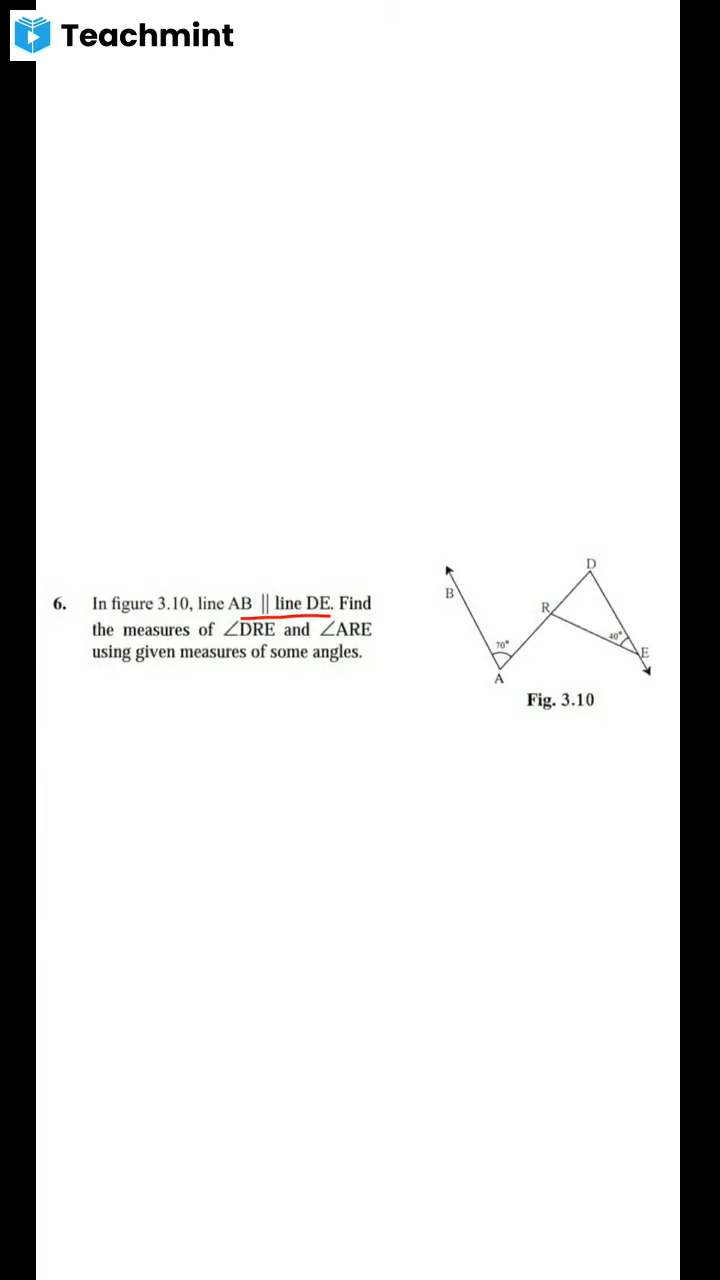 Teachmint
6. In figure 3.10, line AB || line DE. Find
the measures of ∠DRE and ∠ARE
using given measures of some angles.
D
B
R
40°
70°
E
A
Fig. 3.10